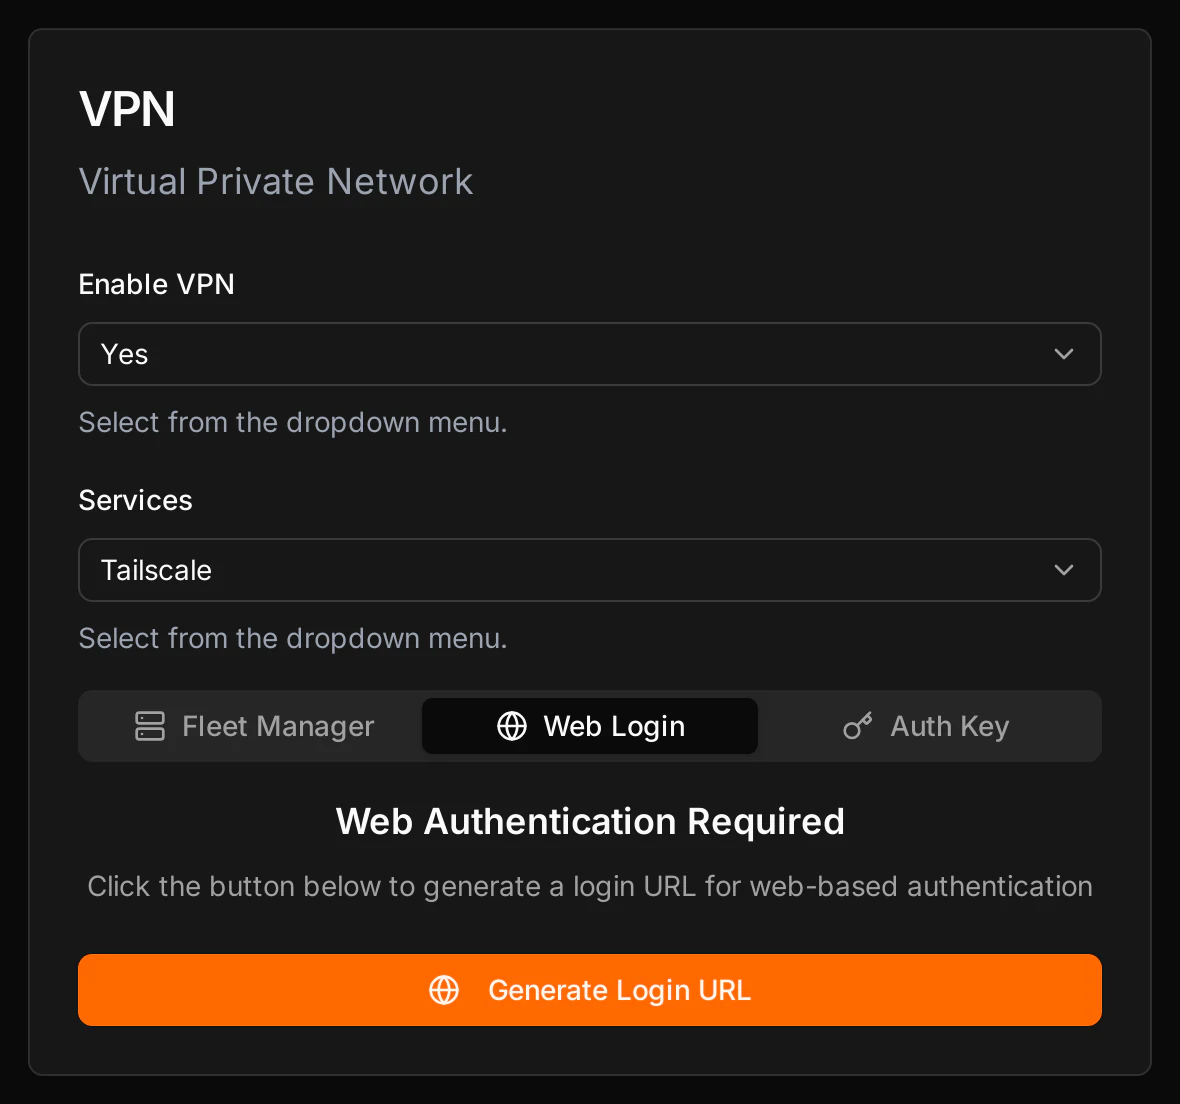 VPN
Virtual Private Network
Enable VPN
Yes
Select from the dropdown menu.
Services
Tailscale
Select from the dropdown menu.
Fleet Manager Web Login Auth Key
Web Authentication Required
Click the button below to generate a login URL for web-based authentication
Generate Login URL